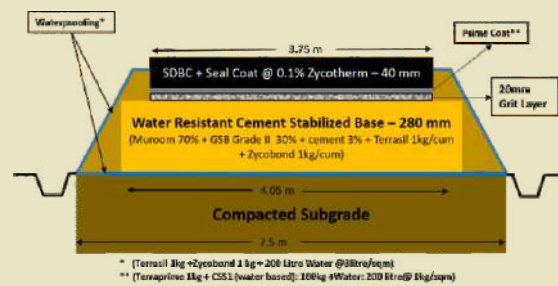 Waterproofing*
3.75 m
Prime Coat**
SDBC + Seal Coat @ 0.1% Zycotherm – 40 mm
20mm
Grit Layer
Water Resistant Cement Stabilized Base – 280 mm
(Muroom 70% + GSB Grade II 30% + cement 3% + Terrasil 1kg/cum
+ Zycobond 1kg/cum)
4.05 m
Compacted Subgrade
7.5 m
* (Terrasil 1kg +Zycobond 1 kg + 200 Litre Water @3litre/sqm)
** (Terraprime 1kg + CSS1 (water based): 100kg +Water: 200 litre@ 1kg/sqm)